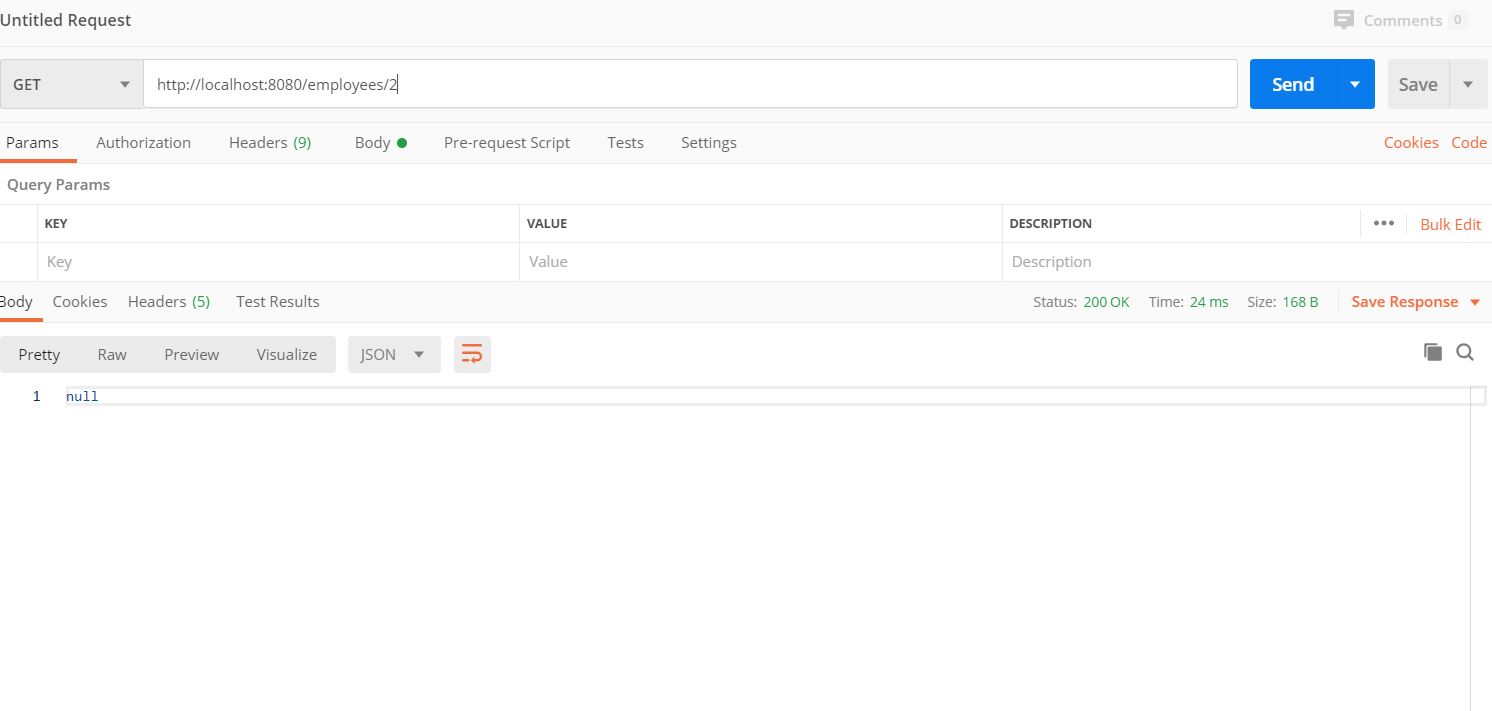 Untitled Request
Comments 0
GET http://localhost:8080/employees/2 Send Save
Params Authorization Headers (9) Body Pre-request Script Tests Settings Cookies Code
Query Params
KEY VALUE DESCRIPTION ••• Bulk Edit
Key Value Description
Body Cookies Headers (5) Test Results Status: 200 OK Time: 24 ms Size: 168 B Save Response
Pretty Raw Preview Visualize JSON
1 null